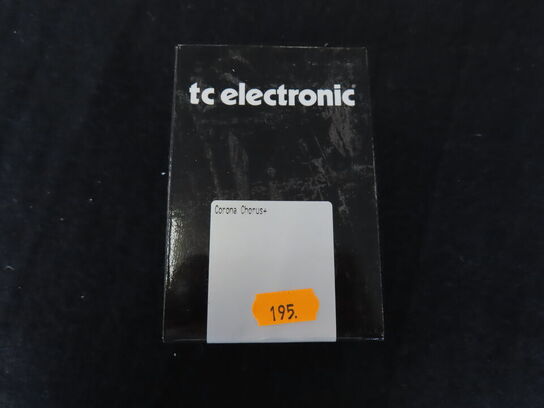 tc electronic
Corona Chorus+
195.